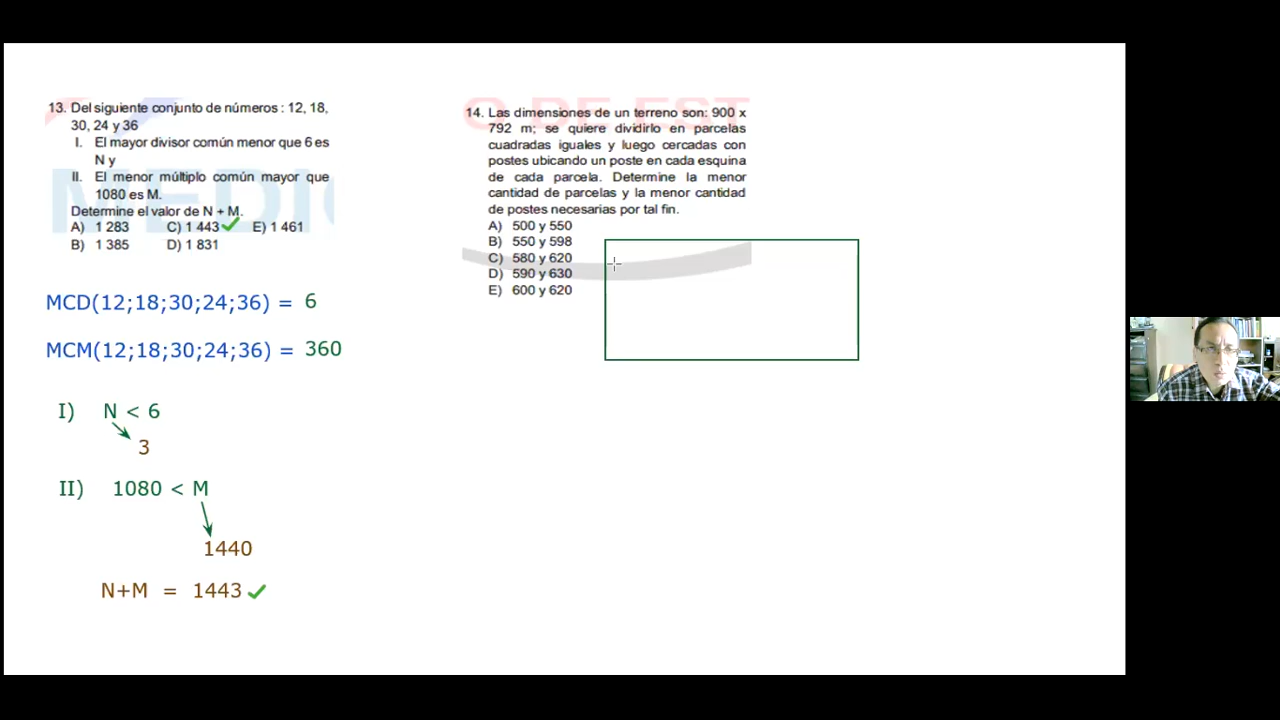 13. Del siguiente conjunto de números : 12, 18,
30, 24 y 36
I. El mayor divisor común menor que 6 es
N y
II. El menor múltiplo común mayor que
1080 es M.
Determine el valor de N + M.
A) 1 283 C) 1 443 E) 1 461
B) 1 385 D) 1 831
MCD(12;18;30;24;36) = 6
MCM(12;18;30;24;36) = 360
I) N < 6
3
II) 1080 < M
1440
N+M = 1443
14. Las dimensiones de un terreno son: 900 x
792 m; se quiere dividirlo en parcelas
cuadradas iguales y luego cercadas con
postes ubicando un poste en cada esquina
de cada parcela. Determine la menor
cantidad de parcelas y la menor cantidad
de postes necesarias por tal fin.
A) 500 y 550
B) 550 y 598
C) 580 y 620
D) 590 y 630
E) 600 y 620
O DE EST
MEDIC